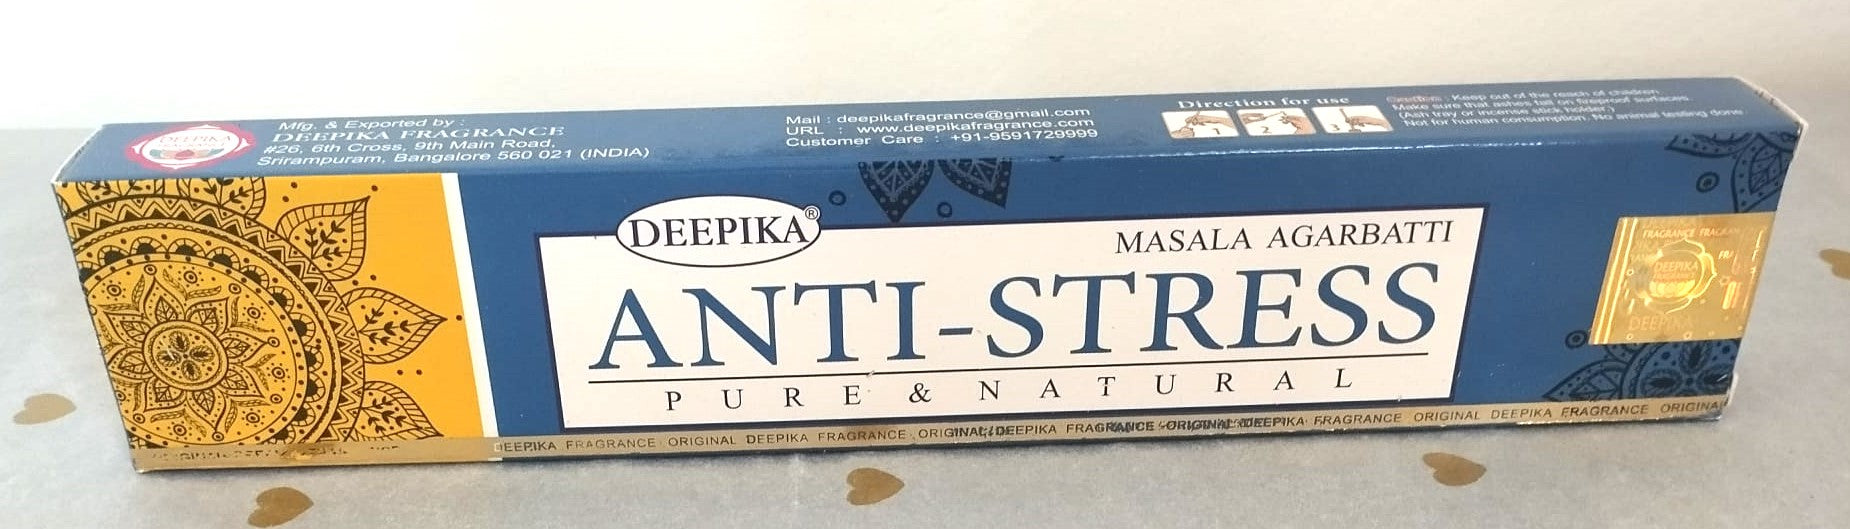 DEEPIKA
Mfg. & Exported by :
DEEPIKA FRAGRANCE
#26, 6th Cross, 9th Main Road,
Srirampuram, Bangalore 560 021 (INDIA)
Mail : deepikafragrance@gmail.com
URL : www.deepikafragrance.com
Customer Care : +91-9591729999
Direction for use
1 2 3
Caution : Keep out of the reach of children
Make sure that ashes fall on fireproof surfaces.
(Ash tray or incense stick holder.)
Not for human consumption. No animal testing done
DEEPIKA®
MASALA AGARBATTI
ANTI-STRESS
PURE & NATURAL
DEEPIKA
FRAGRANCE
DEEPIKA
DEEPIKA FRAGRANCE ORIGINAL DEEPIKA FRAGRANCE ORIGINAL DEEPIKA FRAGRANCE ORIGINAL DEEPIKA FRAGRANCE ORIGINAL DEEPIKA FRAGRANCE ORIGINAL